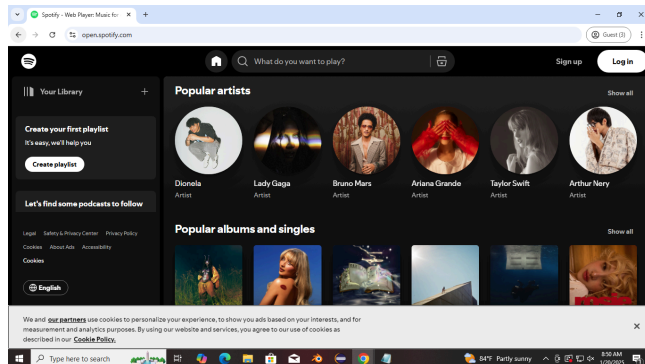 Spotify - Web Player: Music for
Guest (3)
open.spotify.com
What do you want to play?
Sign up
Log in
Your Library
Create your first playlist
It's easy, we'll help you
Create playlist
Let's find some podcasts to follow
Legal Safety & Privacy Center Privacy Policy
Cookies About Ads Accessibility
Cookies
English
Popular artists
Show all
Dionela
Artist
Lady Gaga
Artist
Bruno Mars
Artist
Ariana Grande
Artist
Taylor Swift
Artist
Arthur Nery
Artist
Popular albums and singles
Show all
We and our partners use cookies to personalize your experience, to show you ads based on your interests, and for
measurement and analytics purposes. By using our website and services, you agree to our use of cookies as
described in our Cookie Policy.
Type here to search
84°F Partly sunny
8:50 AM
1/20/2025